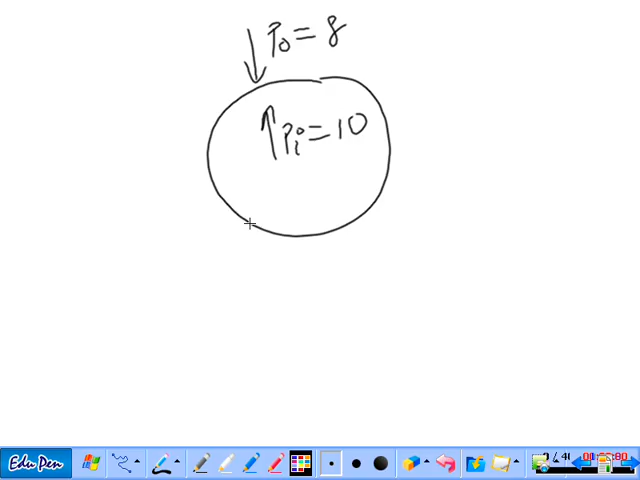 P₀ = 8
Pᵢ = 10
Edu Pen